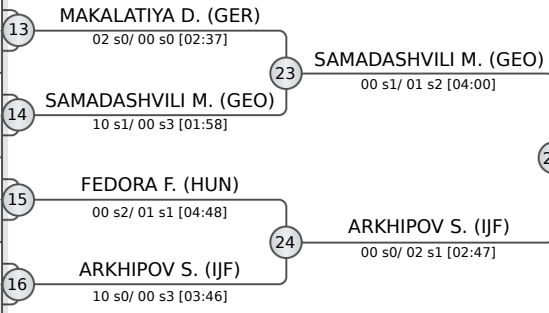 MAKALATIYA D. (GER)
13
02 s0/ 00 s0 [02:37]
SAMADASHVILI M. (GEO)
23
00 s1/ 01 s2 [04:00]
SAMADASHVILI M. (GEO)
14
10 s1/ 00 s3 [01:58]
FEDORA F. (HUN)
15
00 s2/ 01 s1 [04:48]
ARKHIPOV S. (IJF)
24
00 s0/ 02 s1 [02:47]
ARKHIPOV S. (IJF)
16
10 s0/ 00 s3 [03:46]